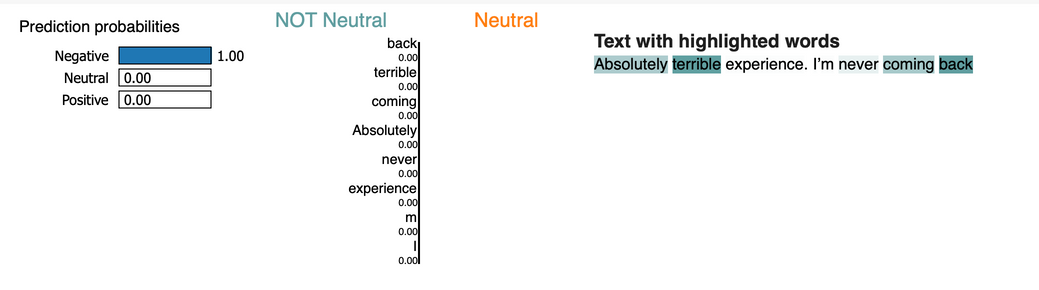 Prediction probabilities
Negative 1.00
Neutral 0.00
Positive 0.00
NOT Neutral Neutral
back
0.00
terrible
0.00
coming
0.00
Absolutely
0.00
never
0.00
experience
0.00
m
0.00
I
0.00
Text with highlighted words
Absolutely terrible experience. I’m never coming back